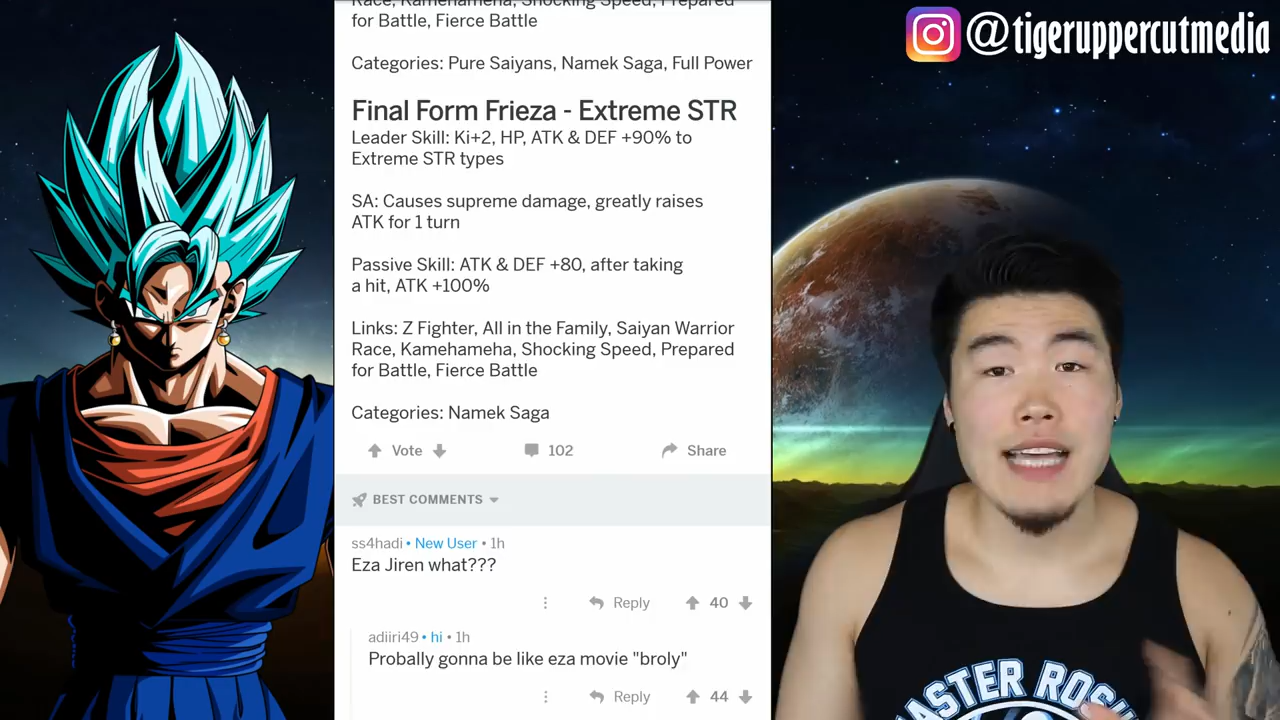 Race, Kamehameha, Shocking Speed, Prepared
for Battle, Fierce Battle
Categories: Pure Saiyans, Namek Saga, Full Power
Final Form Frieza - Extreme STR
Leader Skill: Ki+2, HP, ATK & DEF +90% to
Extreme STR types
SA: Causes supreme damage, greatly raises
ATK for 1 turn
Passive Skill: ATK & DEF +80, after taking
a hit, ATK +100%
Links: Z Fighter, All in the Family, Saiyan Warrior
Race, Kamehameha, Shocking Speed, Prepared
for Battle, Fierce Battle
Categories: Namek Saga
Vote 102 Share
BEST COMMENTS
ss4hadi • New User • 1h
Eza Jiren what???
Reply 40
adiiri49 • hi • 1h
Probally gonna be like eza movie "broly"
Reply 44
@tigeruppercutmedia